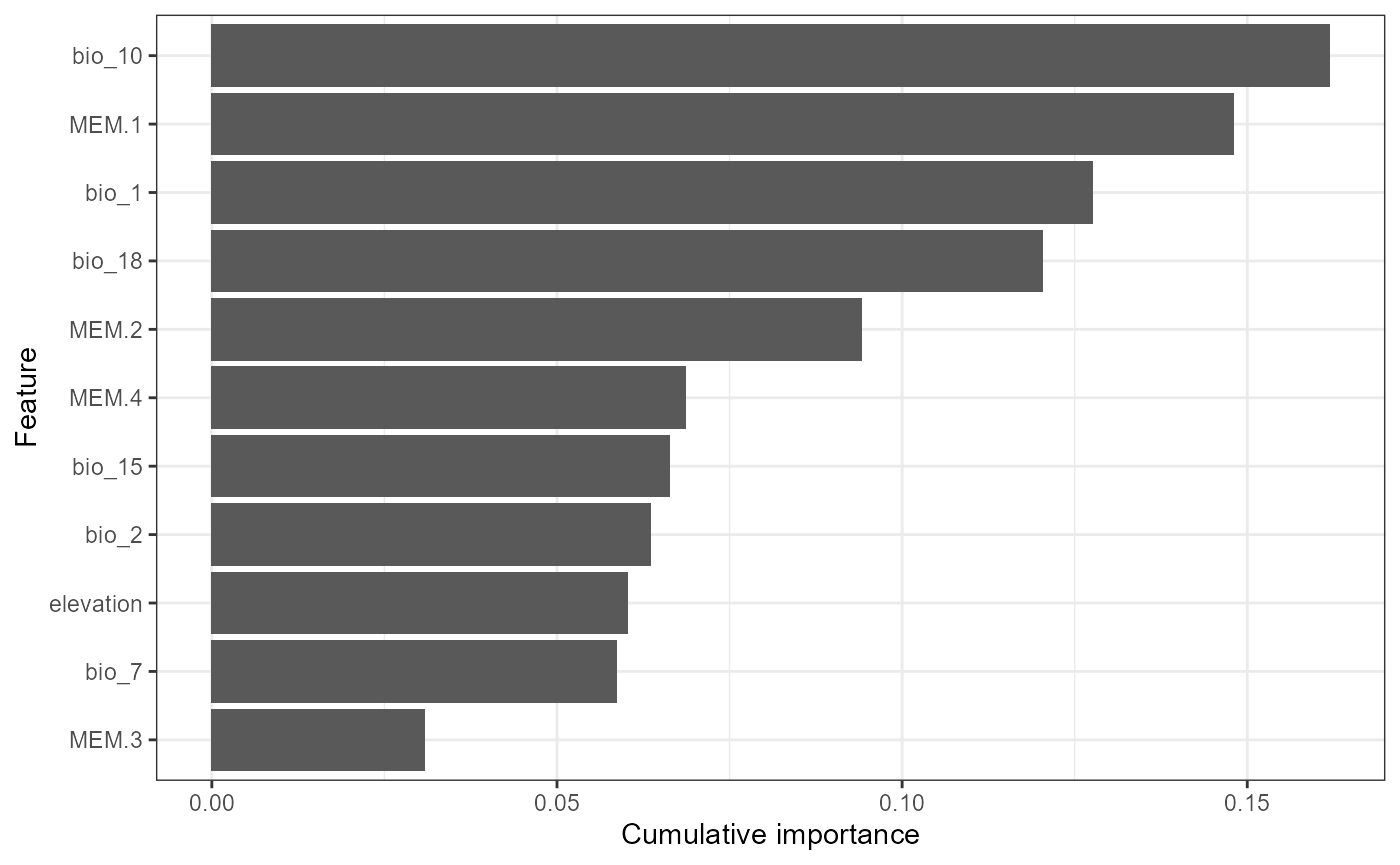 bio_10
MEM.1
bio_1
bio_18
MEM.2
MEM.4
bio_15
bio_2
elevation
bio_7
MEM.3
Feature
0.00 0.05 0.10 0.15
Cumulative importance